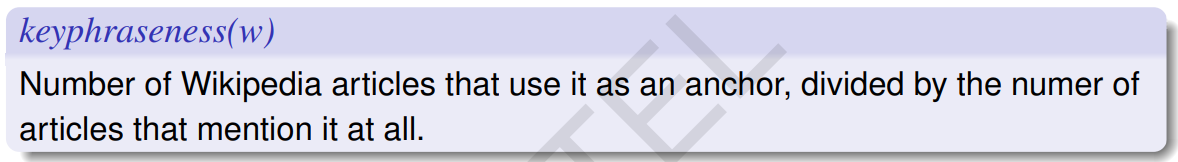 keyphraseness(w)
Number of Wikipedia articles that use it as an anchor, divided by the numer of
articles that mention it at all.
TEL